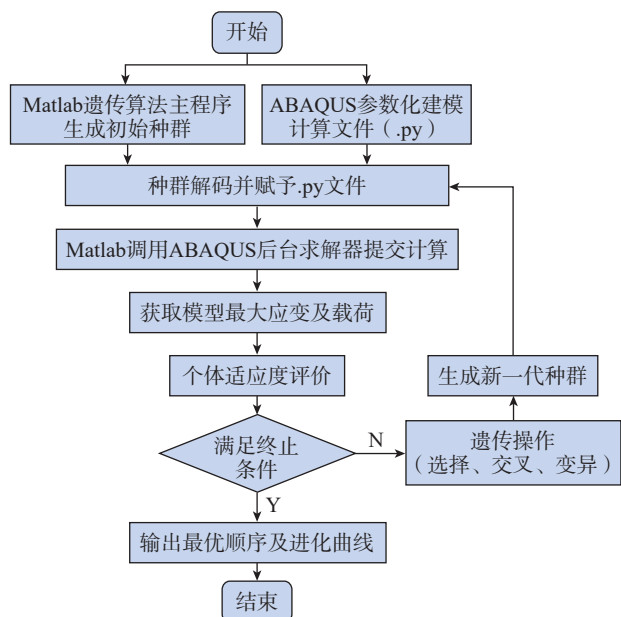 开始
Matlab遗传算法主程序
生成初始种群
ABAQUS参数化建模
计算文件（.py）
种群解码并赋予.py文件
Matlab调用ABAQUS后台求解器提交计算
获取模型最大应变及载荷
个体适应度评价
生成新一代种群
满足终止
条件
N
遗传操作
（选择、交叉、变异）
Y
输出最优顺序及进化曲线
结束